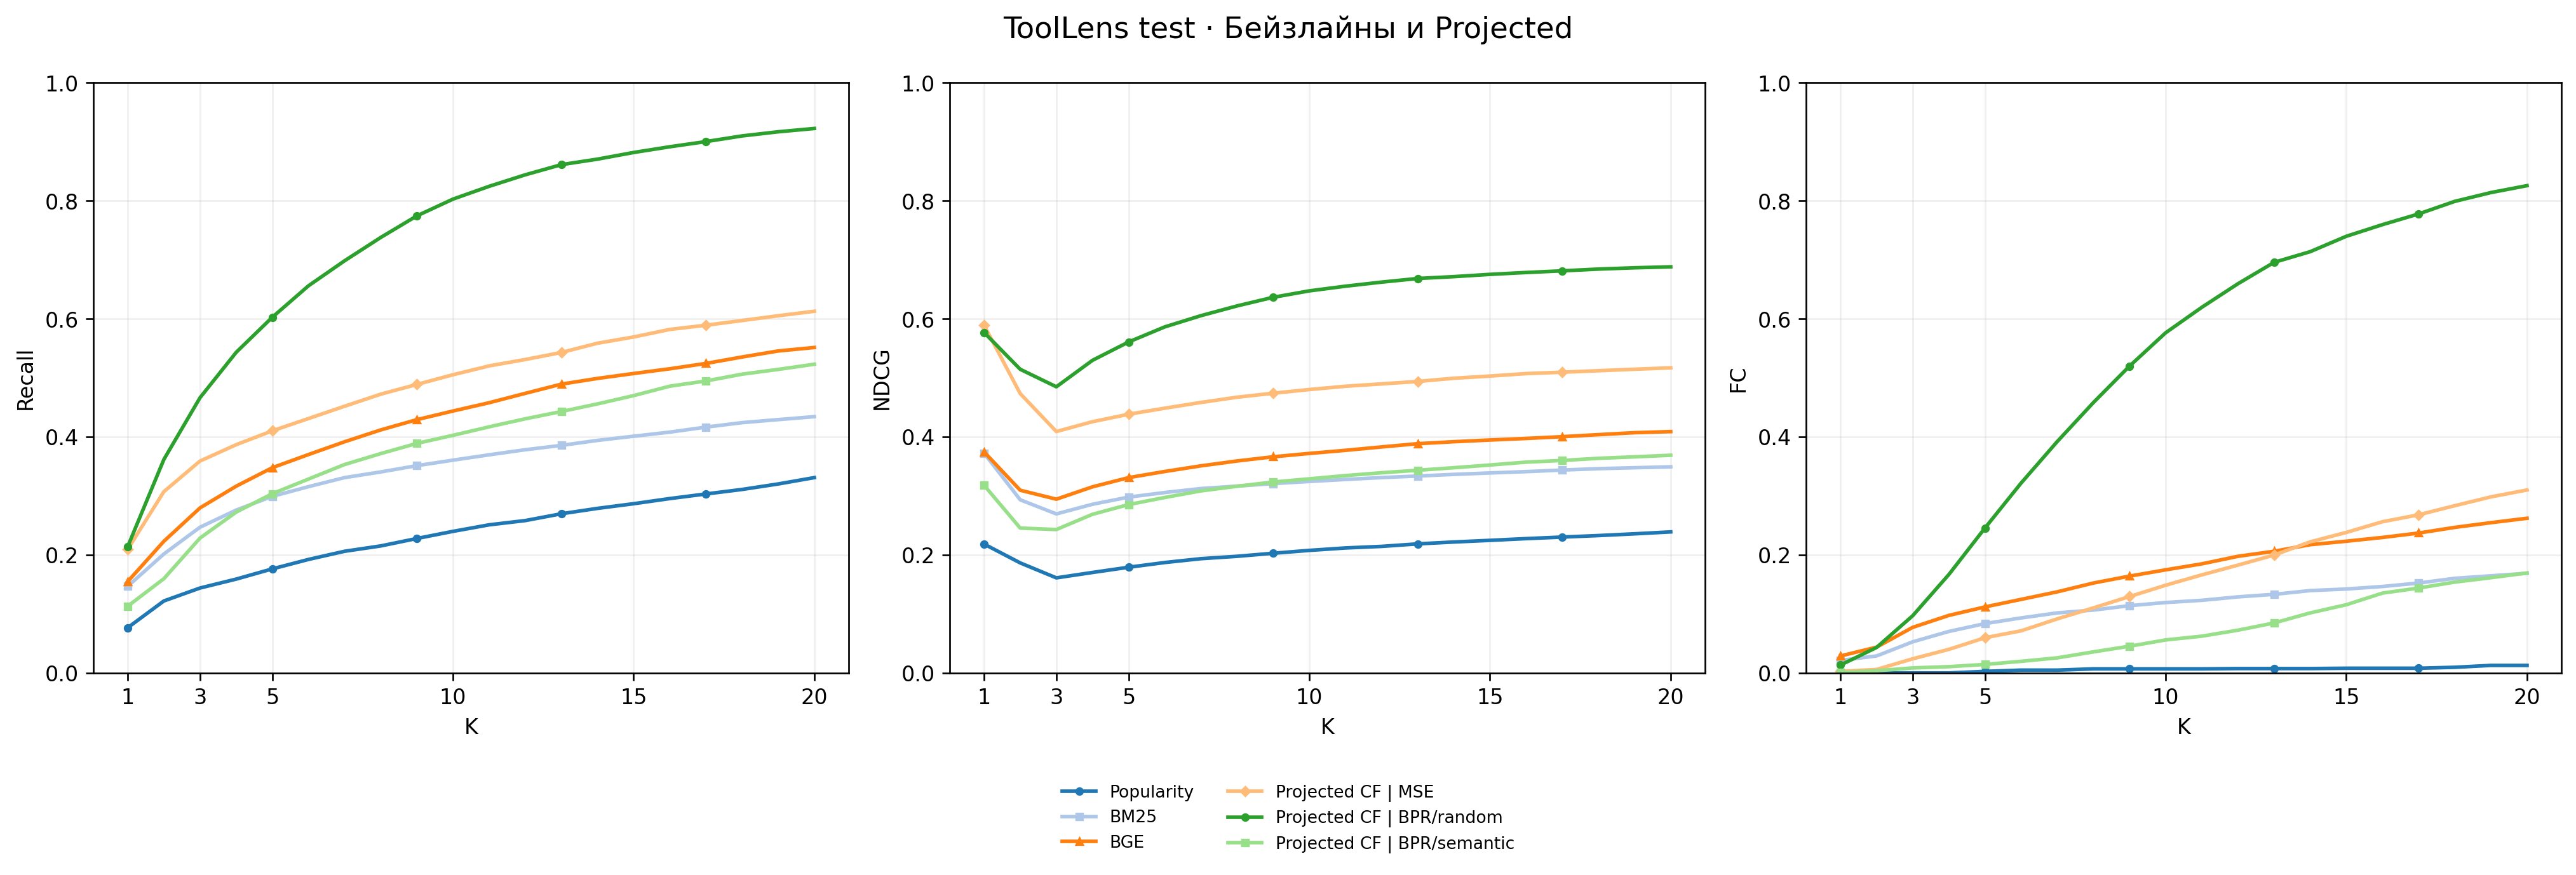 ToolLens test · Бейзлайны и Projected
1.0
0.8
0.6
0.4
0.2
0.0
Recall
1 3 5 10 15 20
K
1.0
0.8
0.6
0.4
0.2
0.0
NDCG
1 3 5 10 15 20
K
1.0
0.8
0.6
0.4
0.2
0.0
FC
1 3 5 10 15 20
K
Popularity
BM25
BGE
Projected CF | MSE
Projected CF | BPR/random
Projected CF | BPR/semantic